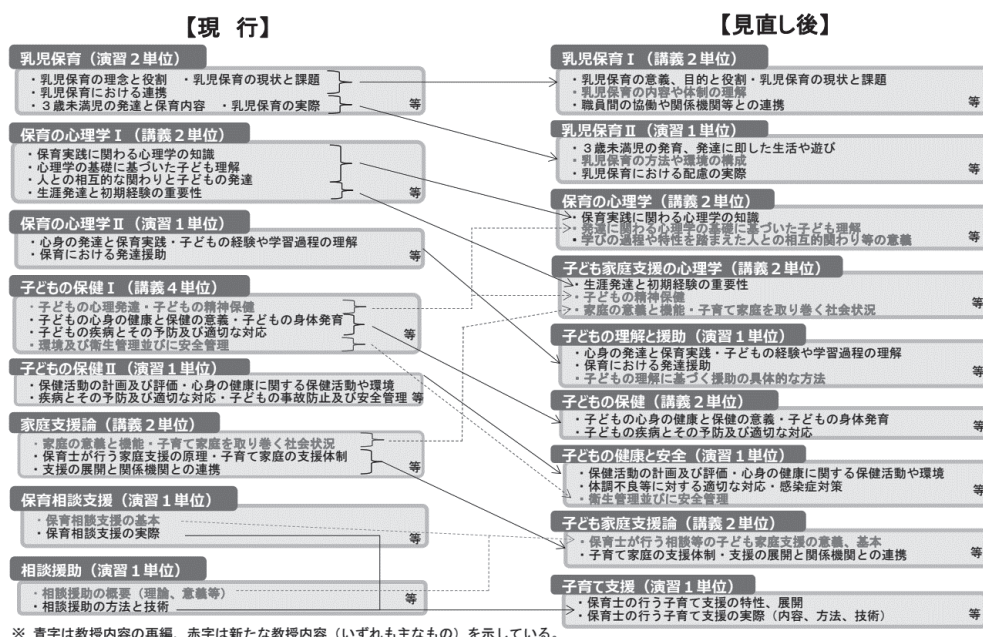 【現　行】
乳児保育（演習２単位）
・乳児保育の理念と役割　・乳児保育の現状と課題
・乳児保育における連携
・３歳未満児の発達と保育内容　・乳児保育の実際
等
保育の心理学Ⅰ（講義２単位）
・保育実践に関わる心理学の知識
・心理学の基礎に基づいた子ども理解
・人との相互的な関わりと子どもの発達
・生涯発達と初期経験の重要性
等
保育の心理学Ⅱ（演習１単位）
・心身の発達と保育実践・子どもの経験や学習過程の理解
・保育における発達援助
等
子どもの保健Ⅰ（講義４単位）
・子どもの心理発達・子どもの精神保健
・子どもの心身の健康と保健の意義・子どもの身体発育
・子どもの疾病とその予防及び適切な対応
・環境及び衛生管理並びに安全管理
等
子どもの保健Ⅱ（演習１単位）
・保健活動の計画及び評価・心身の健康に関する保健活動や環境
・疾病とその予防及び適切な対応・子どもの事故防止及び安全管理 等
家庭支援論（講義２単位）
・家庭の意義と機能・子育て家庭を取り巻く社会状況
・保育士が行う家庭支援の原理・子育て家庭の支援体制
・支援の展開と関係機関との連携
等
保育相談支援（演習１単位）
・保育相談支援の基本
・保育相談支援の実際
等
相談援助（演習１単位）
・相談援助の概要（理論、意義等）
・相談援助の方法と技術
等
【見直し後】
乳児保育Ⅰ（講義２単位）
・乳児保育の意義、目的と役割・乳児保育の現状と課題
・乳児保育の内容や体制の理解
・職員間の協働や関係機関等との連携
等
乳児保育Ⅱ（演習１単位）
・３歳未満児の発育、発達に即した生活や遊び
・乳児保育の方法や環境の構成
・乳児保育における配慮の実際
等
保育の心理学（講義２単位）
・保育実践に関わる心理学の知識
・発達に関わる心理学の基礎に基づいた子ども理解
・学びの過程や特性を踏まえた人との相互的関わり等の意義
等
子ども家庭支援の心理学（講義２単位）
・生涯発達と初期経験の重要性
・子どもの精神保健
・家庭の意義と機能・子育て家庭を取り巻く社会状況
等
子どもの理解と援助（演習１単位）
・心身の発達と保育実践・子どもの経験や学習過程の理解
・保育における発達援助
・子どもの理解に基づく援助の具体的な方法
等
子どもの保健（講義２単位）
・子どもの心身の健康と保健の意義・子どもの身体発育
・子どもの疾病とその予防及び適切な対応
等
子どもの健康と安全（演習１単位）
・保健活動の計画及び評価・心身の健康に関する保健活動や環境
・体調不良等に対する適切な対応・感染症対策
・衛生管理並びに安全管理
等
子ども家庭支援論（講義２単位）
・保育士が行う相談等の子ども家庭支援の意義、基本
・子育て家庭の支援体制・支援の展開と関係機関との連携
等
子育て支援（演習１単位）
・保育士の行う子育て支援の特性、展開
・保育士の行う子育て支援の実際（内容、方法、技術）
等
※ 青字は教授内容の再編、赤字は新たな教授内容（いずれも主なもの）を示している。